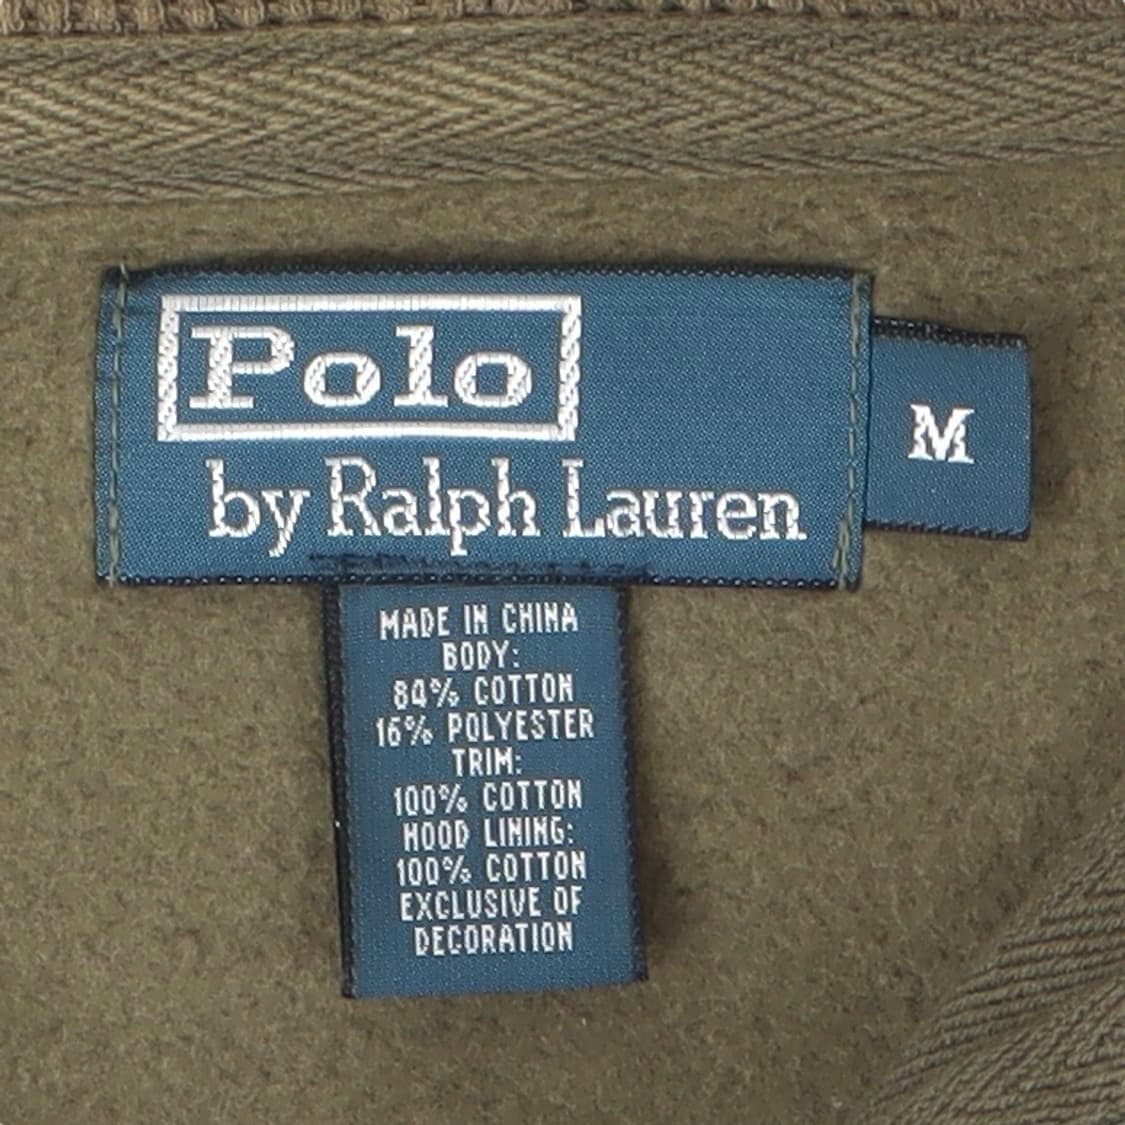 Polo
by Ralph Lauren
M
MADE IN CHINA
BODY:
84% COTTON
16% POLYESTER
TRIM:
100% COTTON
HOOD LINING:
100% COTTON
EXCLUSIVE OF
DECORATION